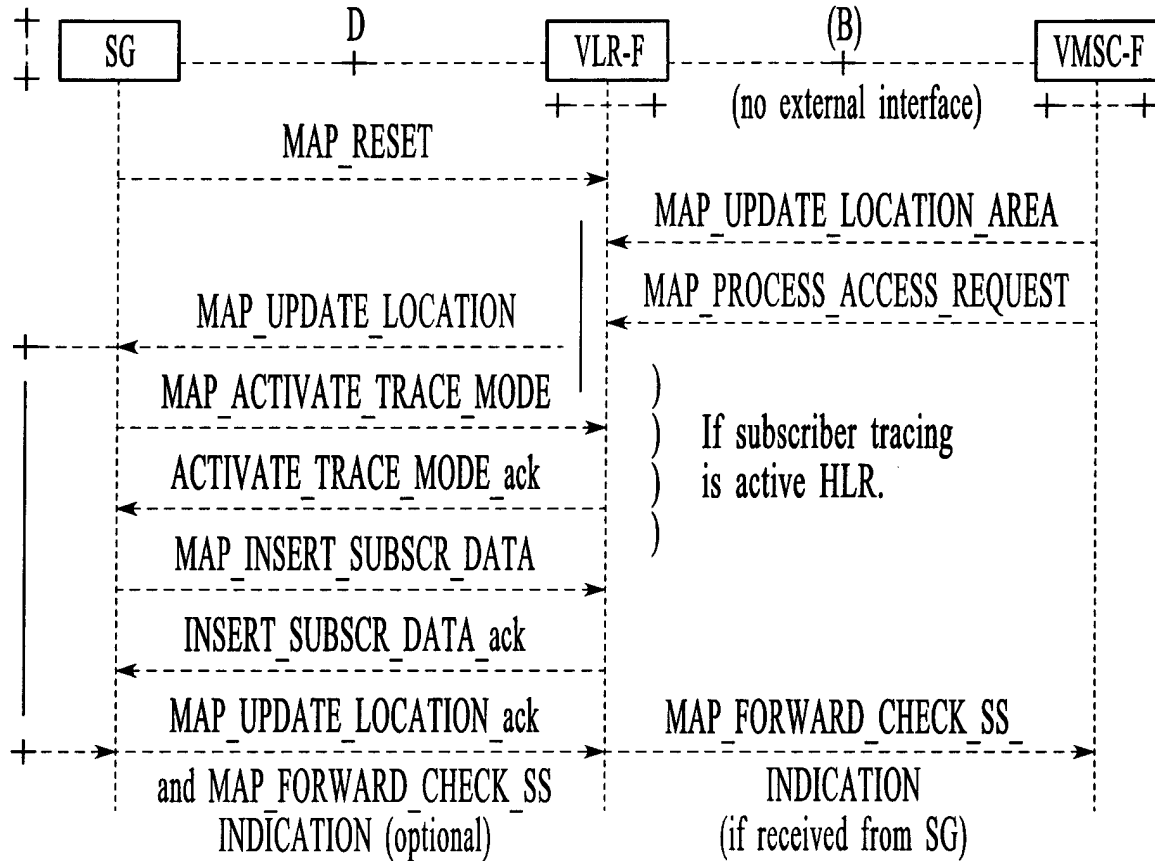 D
(B)
SG
VLR-F
VMSC-F
(no external interface)
MAP_RESET
MAP_UPDATE_LOCATION_AREA
MAP_PROCESS_ACCESS_REQUEST
MAP_UPDATE_LOCATION
MAP_ACTIVATE_TRACE_MODE
) If subscriber tracing
) is active HLR.
)
)
ACTIVATE_TRACE_MODE_ack
MAP_INSERT_SUBSCR_DATA
INSERT_SUBSCR_DATA_ack
MAP_UPDATE_LOCATION_ack
and MAP_FORWARD_CHECK_SS
INDICATION (optional)
MAP_FORWARD_CHECK_SS_
INDICATION
(if received from SG)